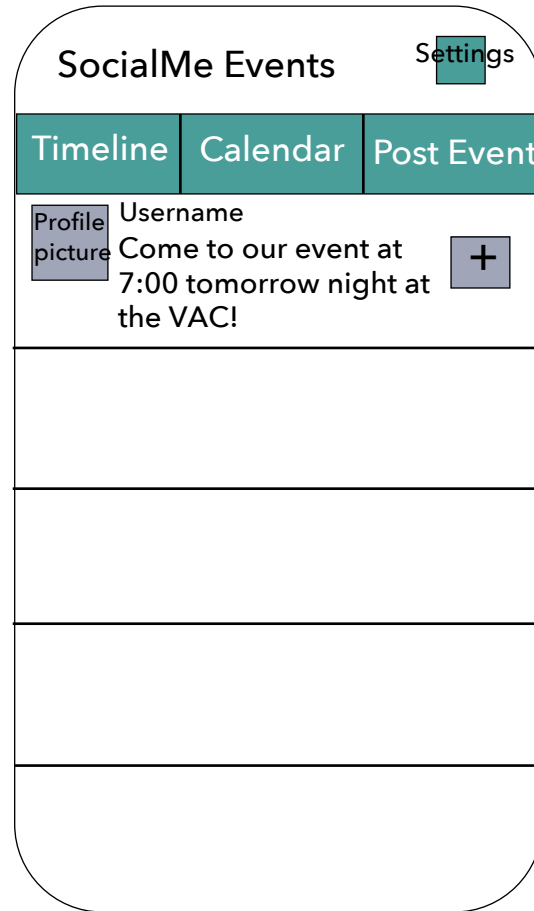 SocialMe Events
Settings
Timeline
Calendar
Post Event
Profile
picture
Username
Come to our event at
7:00 tomorrow night at
the VAC!
+